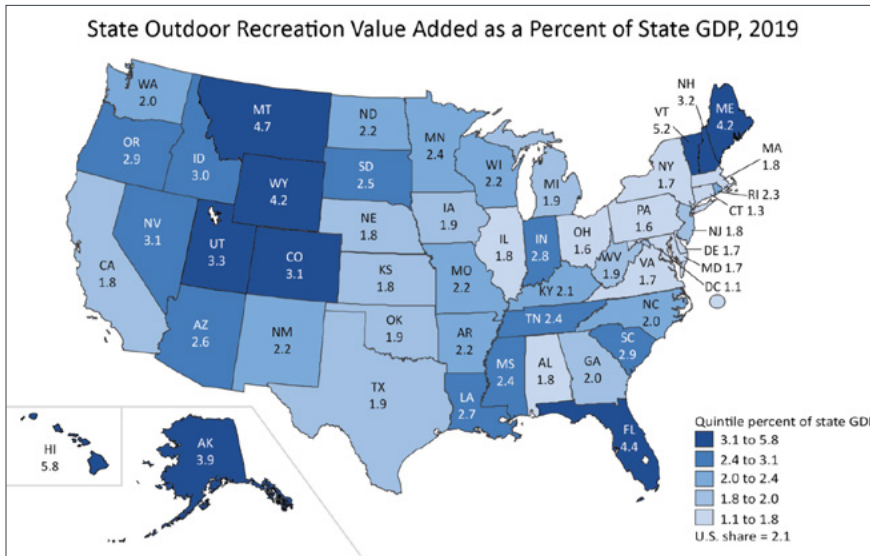 State Outdoor Recreation Value Added as a Percent of State GDP, 2019
WA
2.0
OR
2.9
CA
1.8
NV
3.1
ID
3.0
MT
4.7
WY
4.2
UT
3.3
CO
3.1
AZ
2.6
NM
2.2
ND
2.2
SD
2.5
NE
1.8
KS
1.8
OK
1.9
TX
1.9
MN
2.4
IA
1.9
MO
2.2
AR
2.2
LA
2.7
WI
2.2
IL
1.8
MI
1.9
IN
2.8
OH
1.6
KY 2.1
TN 2.4
MS
2.4
AL
1.8
GA
2.0
FL
4.4
SC
2.9
NC
2.0
VA
1.7
WV
1.9
PA
1.6
NY
1.7
VT
5.2
NH
3.2
ME
4.2
MA
1.8
RI 2.3
CT 1.3
NJ 1.8
DE 1.7
MD 1.7
DC 1.1
HI
5.8
AK
3.9
Quintile percent of state GDP
3.1 to 5.8
2.4 to 3.1
2.0 to 2.4
1.8 to 2.0
1.1 to 1.8
U.S. share = 2.1